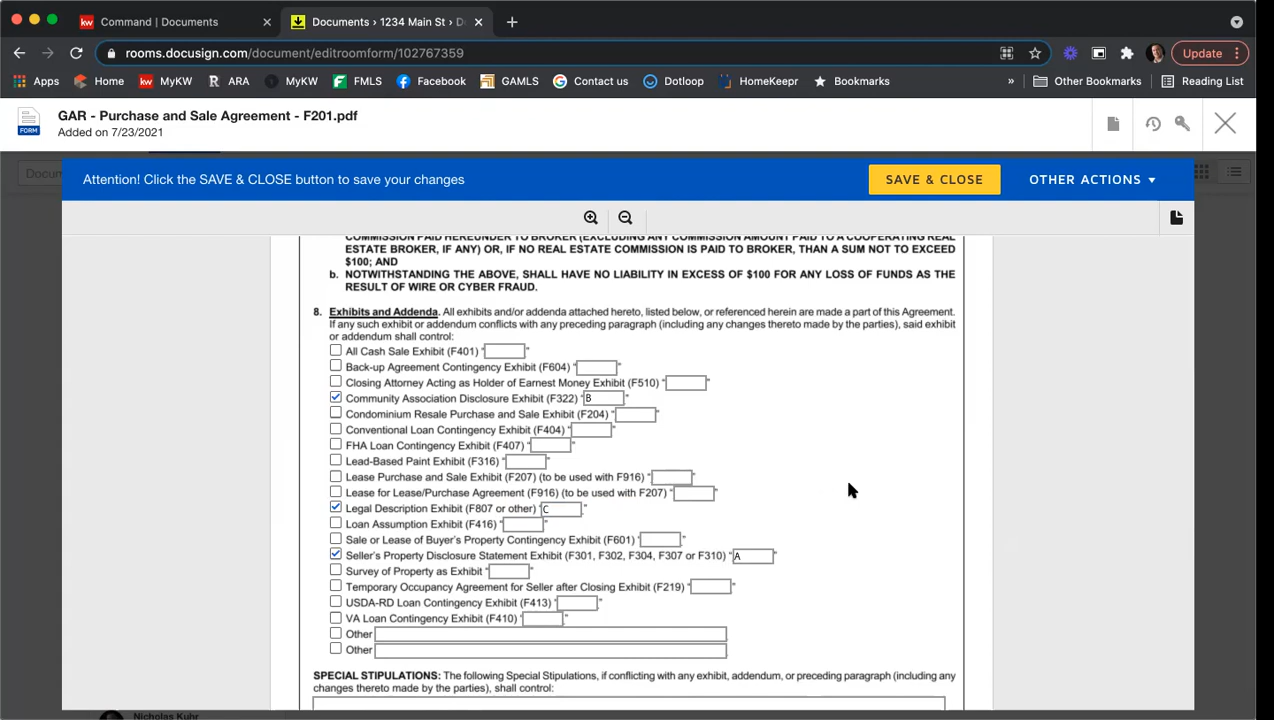 Command | Documents
Documents › 1234 Main St › D
rooms.docusign.com/document/editroomform/102767359
Update
Apps
Home
MyKW
ARA
MyKW
FMLS
Facebook
GAMLS
Contact us
Dotloop
HomeKeepr
Bookmarks
»
Other Bookmarks
Reading List
FORM
GAR - Purchase and Sale Agreement - F201.pdf
Added on 7/23/2021
Attention! Click the SAVE & CLOSE button to save your changes
SAVE & CLOSE
OTHER ACTIONS
COMMISSION PAID HEREUNDER TO BROKER (EXCLUDING ANY COMMISSION AMOUNT PAID TO A COOPERATING REAL
ESTATE BROKER, IF ANY) OR, IF NO REAL ESTATE COMMISSION IS PAID TO BROKER, THAN A SUM NOT TO EXCEED
$100; AND
b. NOTWITHSTANDING THE ABOVE, SHALL HAVE NO LIABILITY IN EXCESS OF $100 FOR ANY LOSS OF FUNDS AS THE
RESULT OF WIRE OR CYBER FRAUD.
8. Exhibits and Addenda. All exhibits and/or addenda attached hereto, listed below, or referenced herein are made a part of this Agreement.
If any such exhibit or addendum conflicts with any preceding paragraph (including any changes thereto made by the parties), said exhibit
or addendum shall control:
All Cash Sale Exhibit (F401) " "
Back-up Agreement Contingency Exhibit (F604) " "
Closing Attorney Acting as Holder of Earnest Money Exhibit (F510) " "
Community Association Disclosure Exhibit (F322) "B "
Condominium Resale Purchase and Sale Exhibit (F204) " "
Conventional Loan Contingency Exhibit (F404) " "
FHA Loan Contingency Exhibit (F407) " "
Lead-Based Paint Exhibit (F316) " "
Lease Purchase and Sale Exhibit (F207) (to be used with F916) " "
Lease for Lease/Purchase Agreement (F916) (to be used with F207) " "
Legal Description Exhibit (F807 or other) "C "
Loan Assumption Exhibit (F416) " "
Sale or Lease of Buyer's Property Contingency Exhibit (F601) " "
Seller's Property Disclosure Statement Exhibit (F301, F302, F304, F307 or F310) "A "
Survey of Property as Exhibit " "
Temporary Occupancy Agreement for Seller after Closing Exhibit (F219) " "
USDA-RD Loan Contingency Exhibit (F413) " "
VA Loan Contingency Exhibit (F410) " "
Other
Other
SPECIAL STIPULATIONS: The following Special Stipulations, if conflicting with any exhibit, addendum, or preceding paragraph (including any
changes thereto made by the parties), shall control:
Nicholas Kuhr